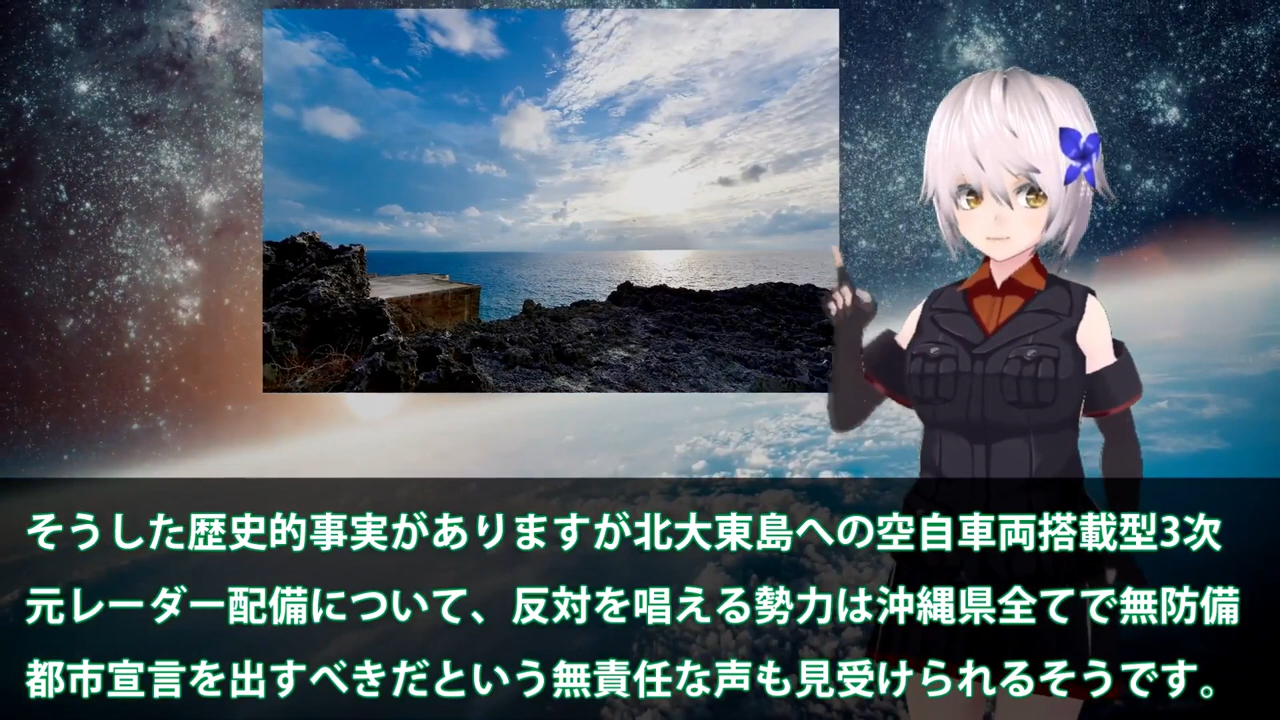 そうした歴史的事実がありますが北大東島への空自車両搭載型3次
元レーダー配備について、反対を唱える勢力は沖縄県全てで無防備
都市宣言を出すべきだという無責任な声も見受けられるそうです。